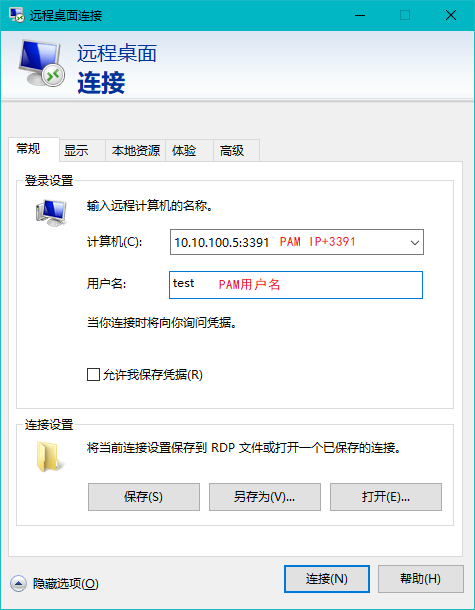 远程桌面连接
远程桌面
连接
常规 显示 本地资源 体验 高级
登录设置
输入远程计算机的名称。
计算机(C): 10.10.100.5:3391 PAM IP+3391
用户名: test PAM用户名
当你连接时将向你询问凭据。
允许我保存凭据(R)
连接设置
将当前连接设置保存到 RDP 文件或打开一个已保存的连接。
保存(S) 另存为(V)... 打开(E)...
隐藏选项(O) 连接(N) 帮助(H)